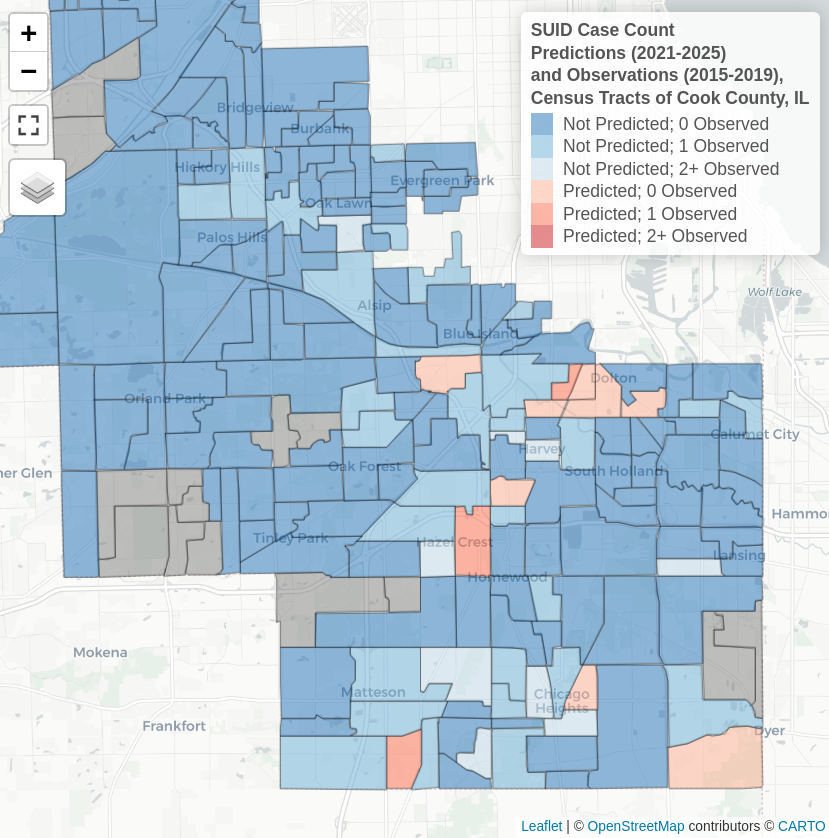 +
−
SUID Case Count
Predictions (2021-2025)
and Observations (2015-2019),
Census Tracts of Cook County, IL
Not Predicted; 0 Observed
Not Predicted; 1 Observed
Not Predicted; 2+ Observed
Predicted; 0 Observed
Predicted; 1 Observed
Predicted; 2+ Observed
Bridgeview
Burbank
Hickory Hills
Evergreen Park
Oak Lawn
Palos Hills
Wolf Lake
Alsip
Blue Island
Dolton
Orland Park
Calumet City
Harvey
Oak Forest
South Holland
ner Glen
Hammo
Tinley Park
Hazel Crest
Lansing
Homewood
Mokena
Matteson
Chicago
Heights
Frankfort
Dyer
Leaflet | © OpenStreetMap contributors © CARTO